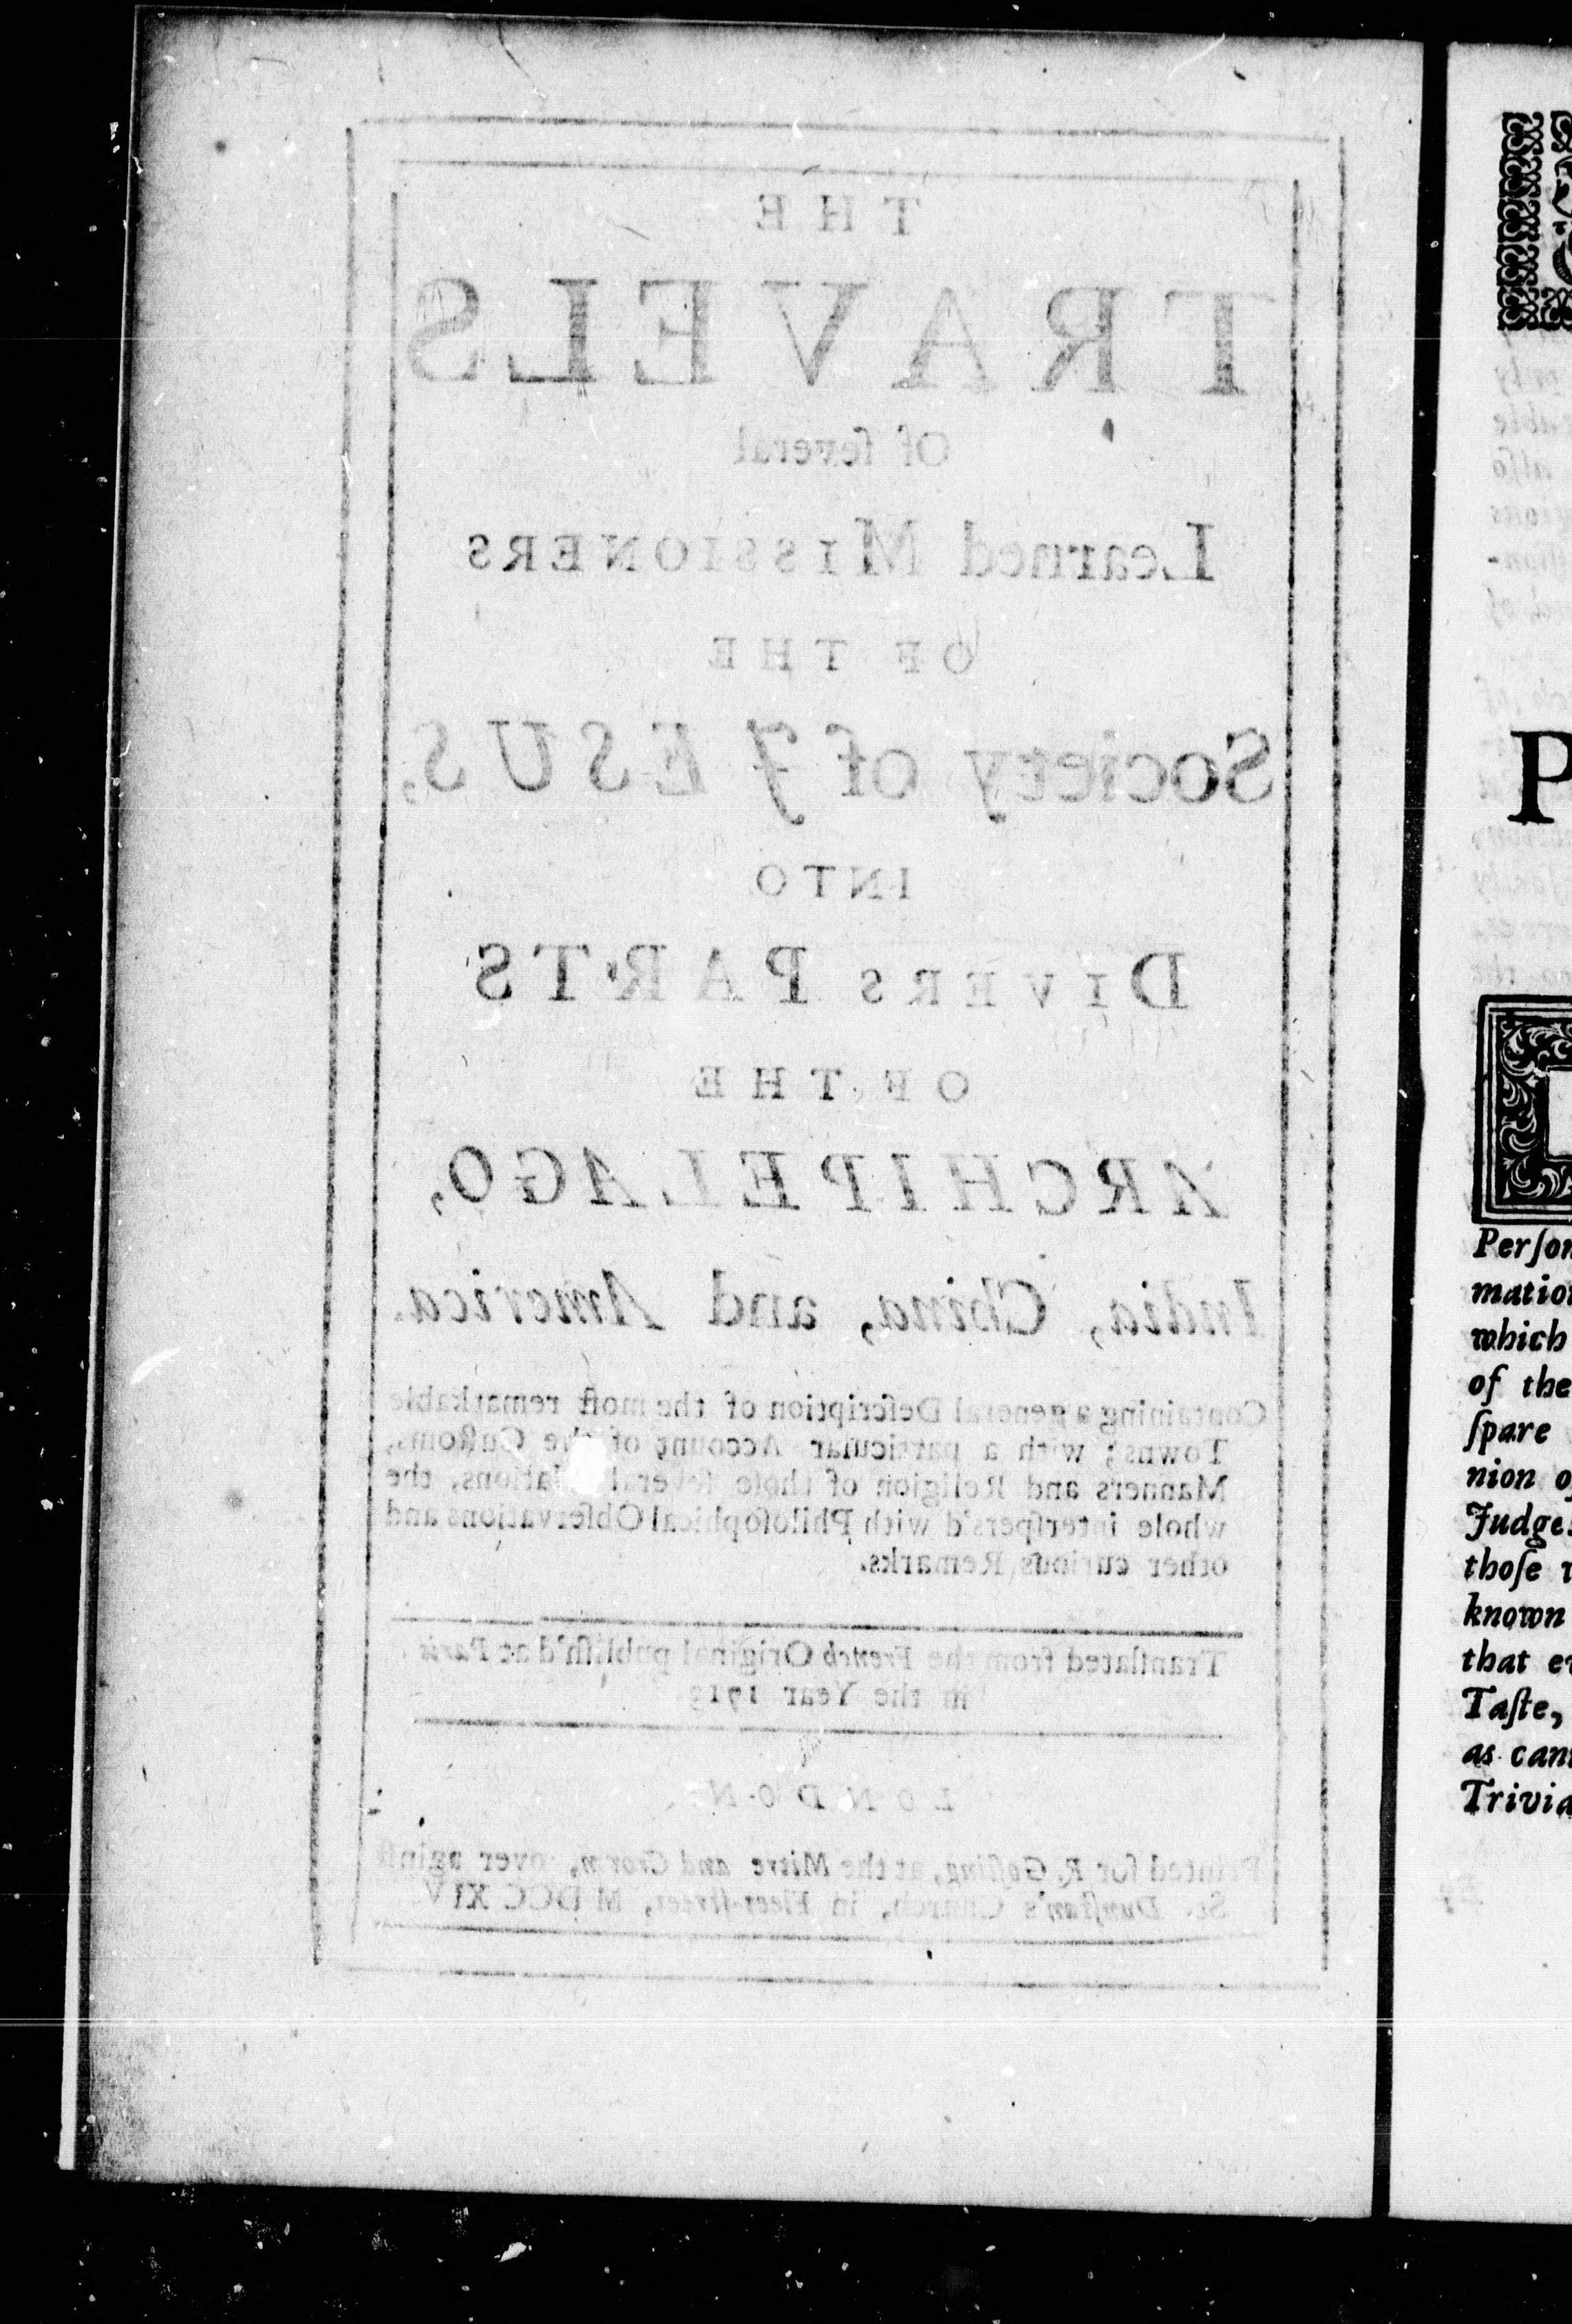 THE
TRAVELS
Of ſeveral
Learned MISSIONERS
OF THE
Society of JESUS,
INTO
DIVERS PARTS
OF THE
ARCHIPELAGO,
India, China, and America.
Containing a general Deſcription of the moſt remarkable
Towns; with a particular Account of the Cuſtoms,
Manners and Religion of thoſe ſeveral Nations, the
whole interſpers'd with Philoſophical Obſervations and
other curious Remarks.
Tranſlated from the French Original publiſh'd at Paris
in the Year 1713
LONDON:
Printed for R. Goſling, at the Mitre and Crown, over againſt
St. Dunſtan's Church, in Fleet-ſtreet, MDCCXIV
P
Perſon
mation
which
of the
ſpare
nion of
Judges
thoſe
known
that
Taſte,
as
Trivia